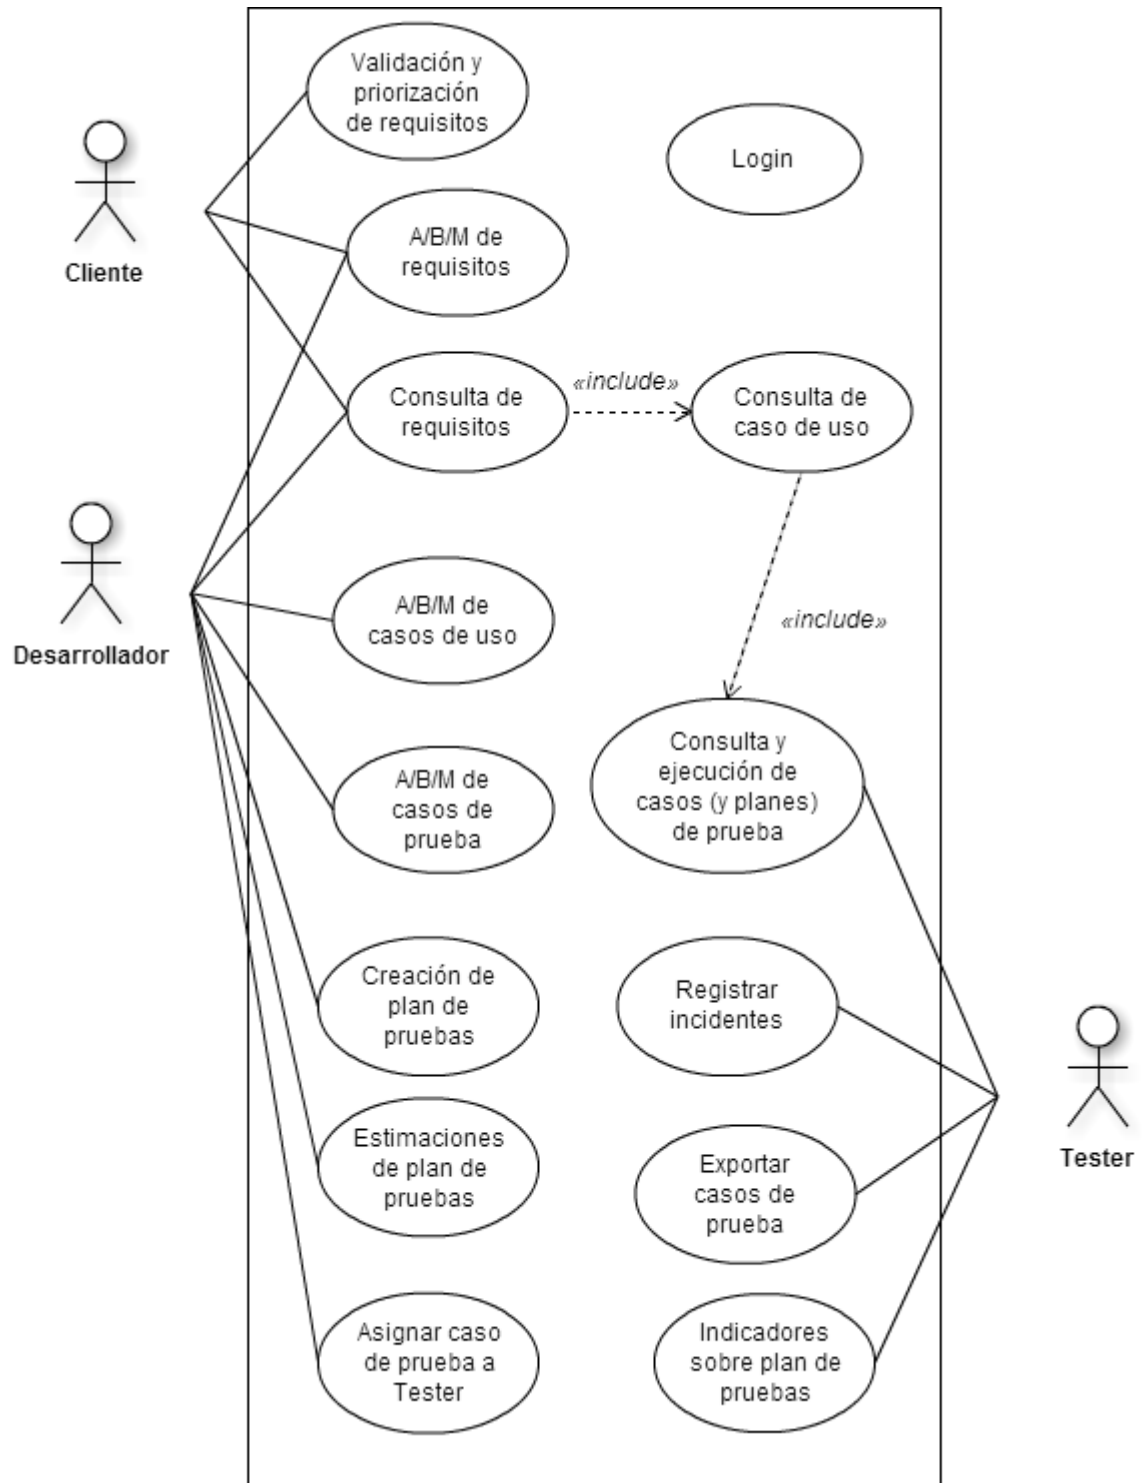 Validación y
priorización
de requisitos
Login
Cliente
A/B/M de
requisitos
Consulta de
requisitos
«include»
Consulta de
caso de uso
Desarrollador
A/B/M de
casos de uso
«include»
A/B/M de
casos de
prueba
Consulta y
ejecución de
casos (y planes)
de prueba
Creación de
plan de
pruebas
Registrar
incidentes
Tester
Estimaciones
de plan de
pruebas
Exportar
casos de
prueba
Asignar caso
de prueba a
Tester
Indicadores
sobre plan de
pruebas